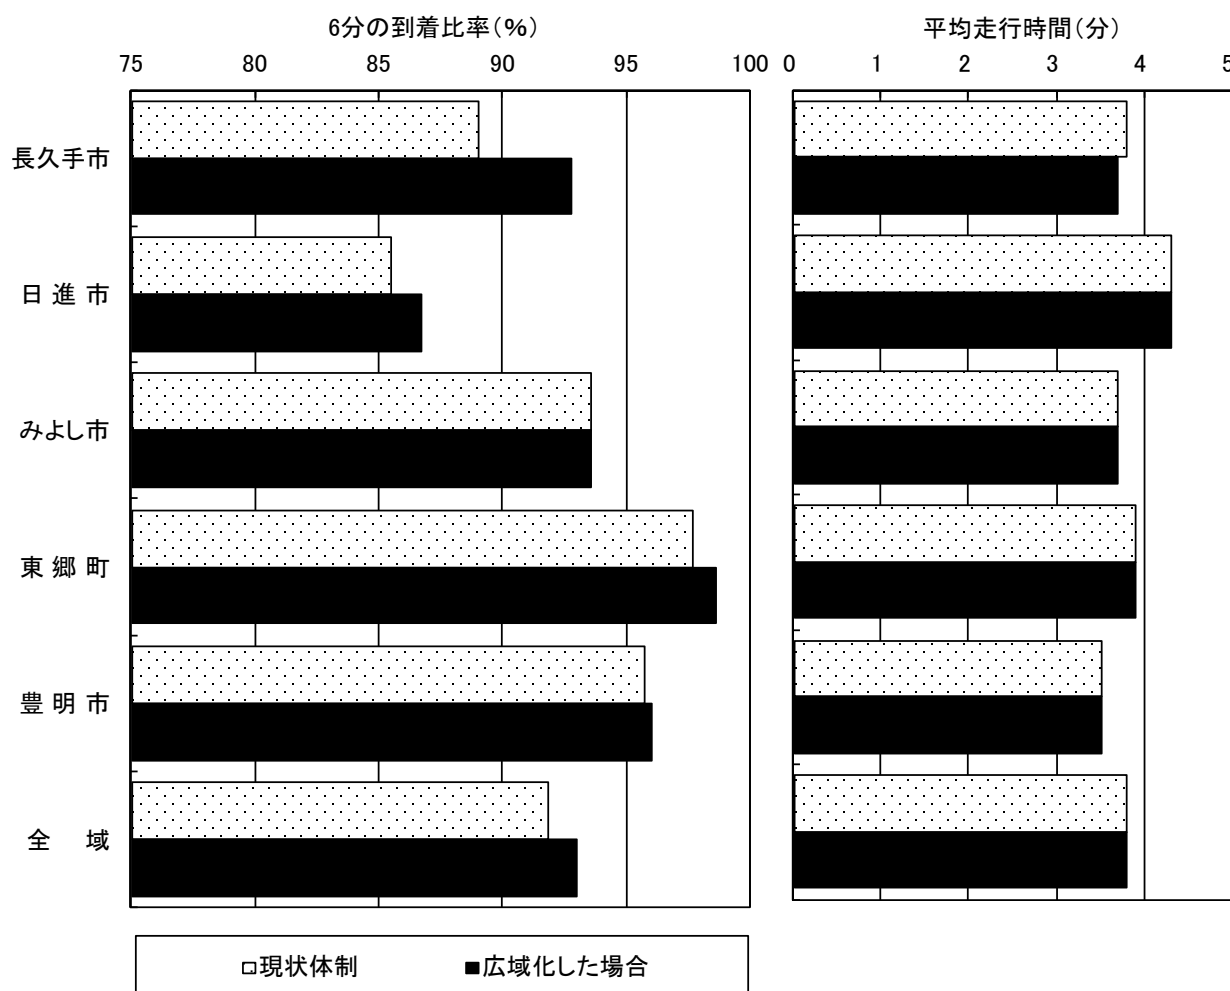 6分の到着比率(%)
75 80 85 90 95 100
長久手市
日進市
みよし市
東郷町
豊明市
全域
平均走行時間(分)
0 1 2 3 4 5
□現状体制 ■広域化した場合